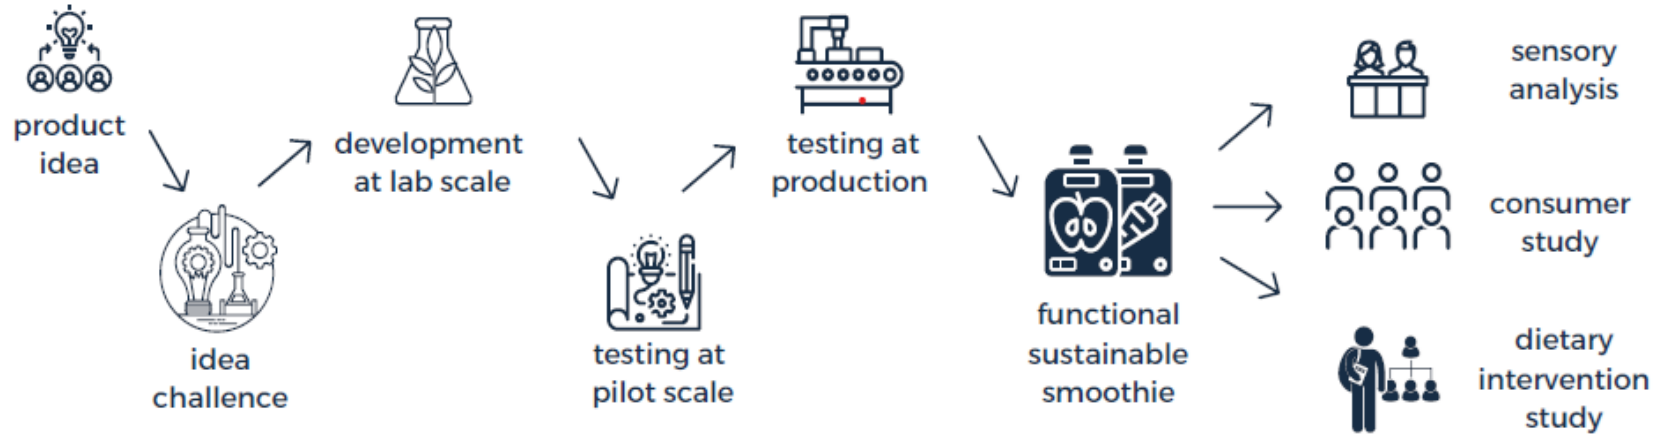 product
idea
idea
challence
development
at lab scale
testing at
pilot scale
testing at
production
functional
sustainable
smoothie
sensory
analysis
consumer
study
dietary
intervention
study